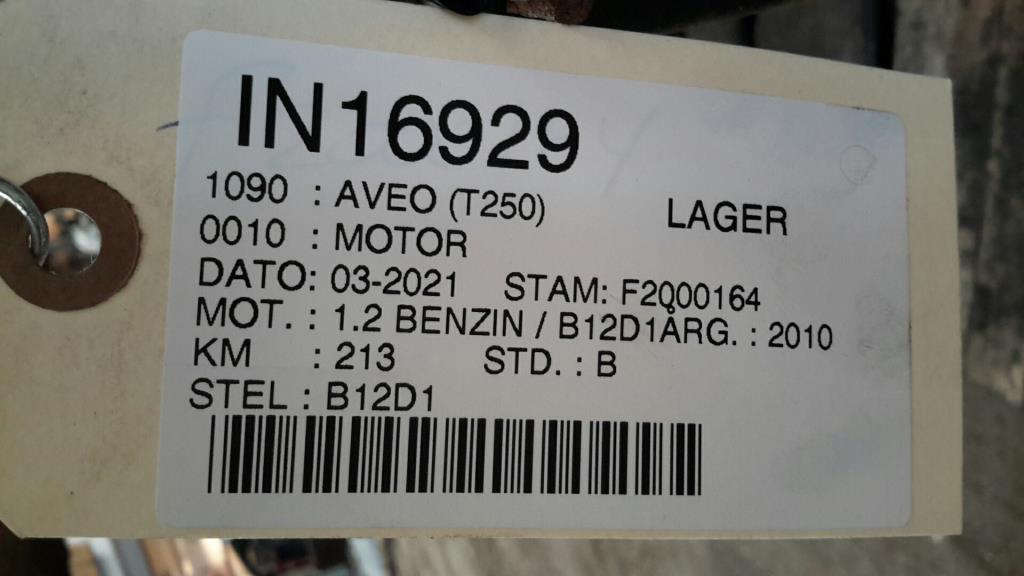 IN16929
1090 : AVEO (T250) LAGER
0010 : MOTOR
DATO: 03-2021 STAM: F2000164
MOT. : 1.2 BENZIN / B12D1ÅRG. : 2010
KM : 213 STD. : B
STEL : B12D1